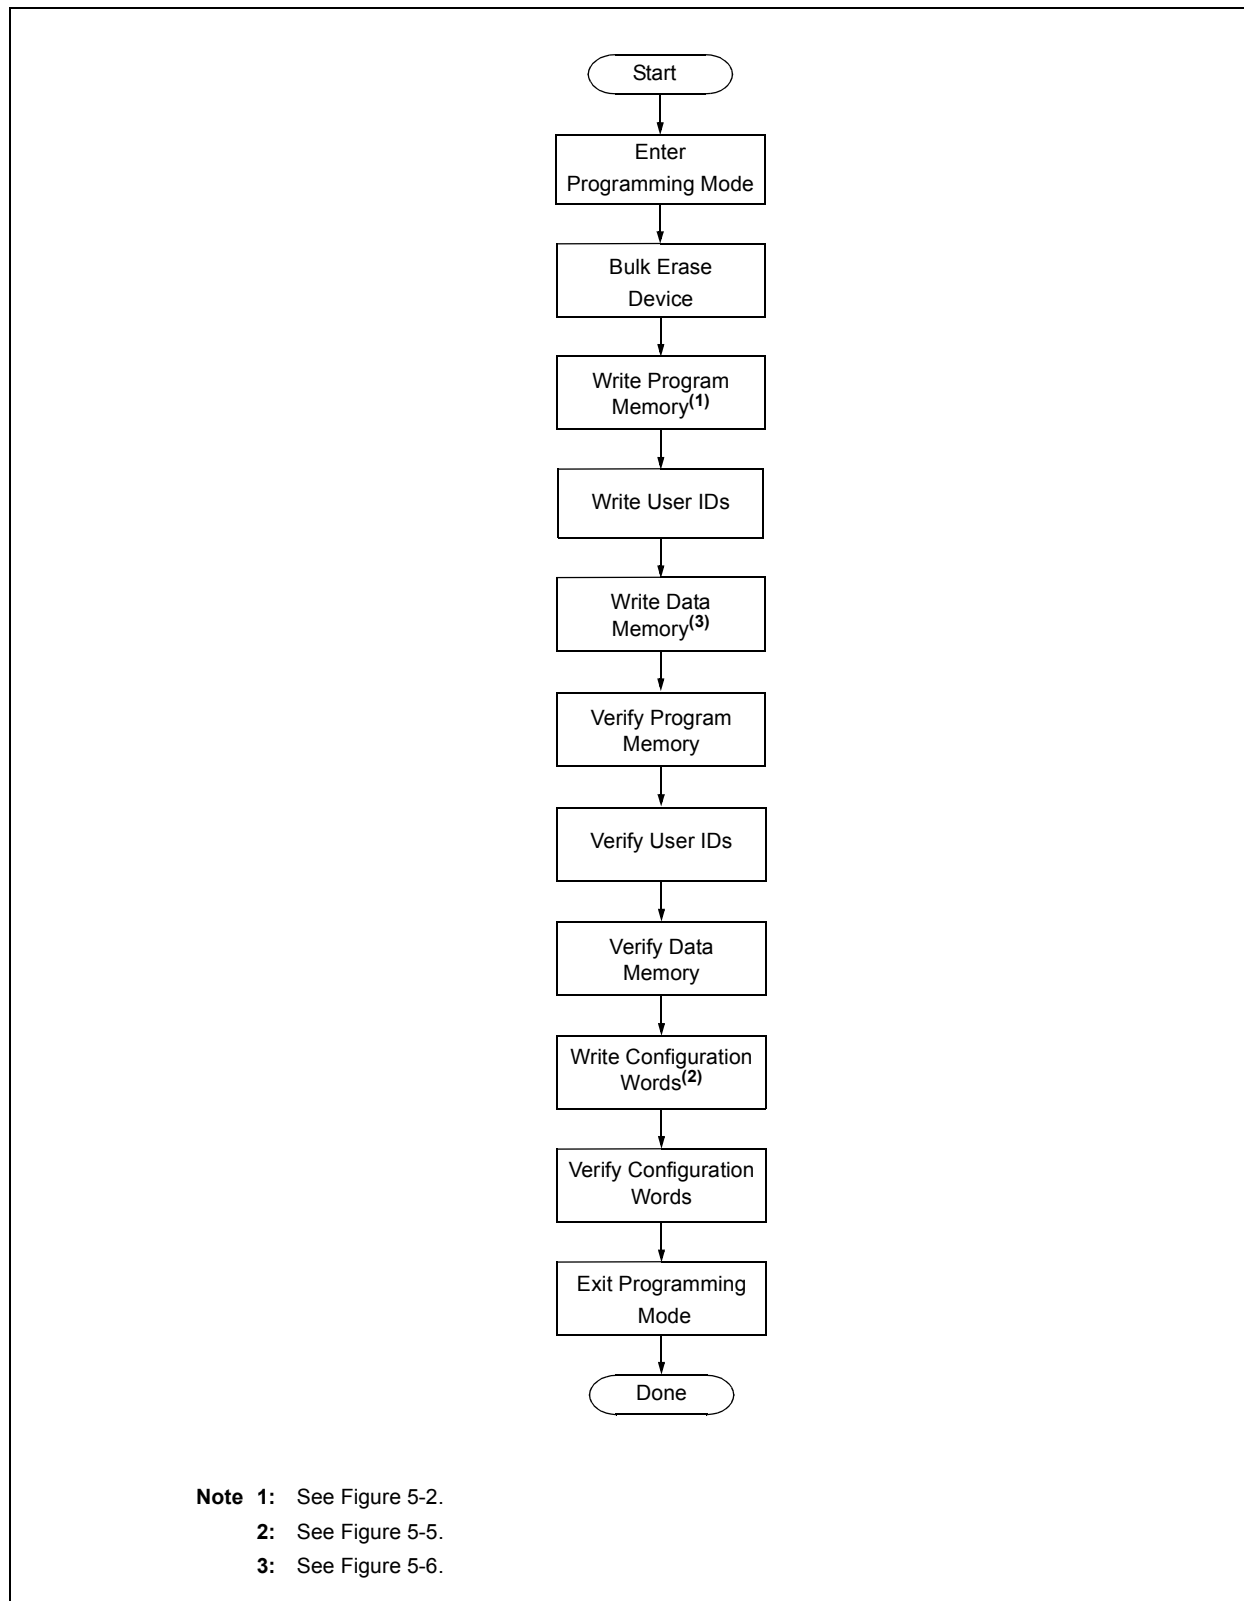 Start
Enter
Programming Mode
Bulk Erase
Device
Write Program
Memory(1)
Write User IDs
Write Data
Memory(3)
Verify Program
Memory
Verify User IDs
Verify Data
Memory
Write Configuration
Words(2)
Verify Configuration
Words
Exit Programming
Mode
Done
Note 1: See Figure 5-2.
2: See Figure 5-5.
3: See Figure 5-6.